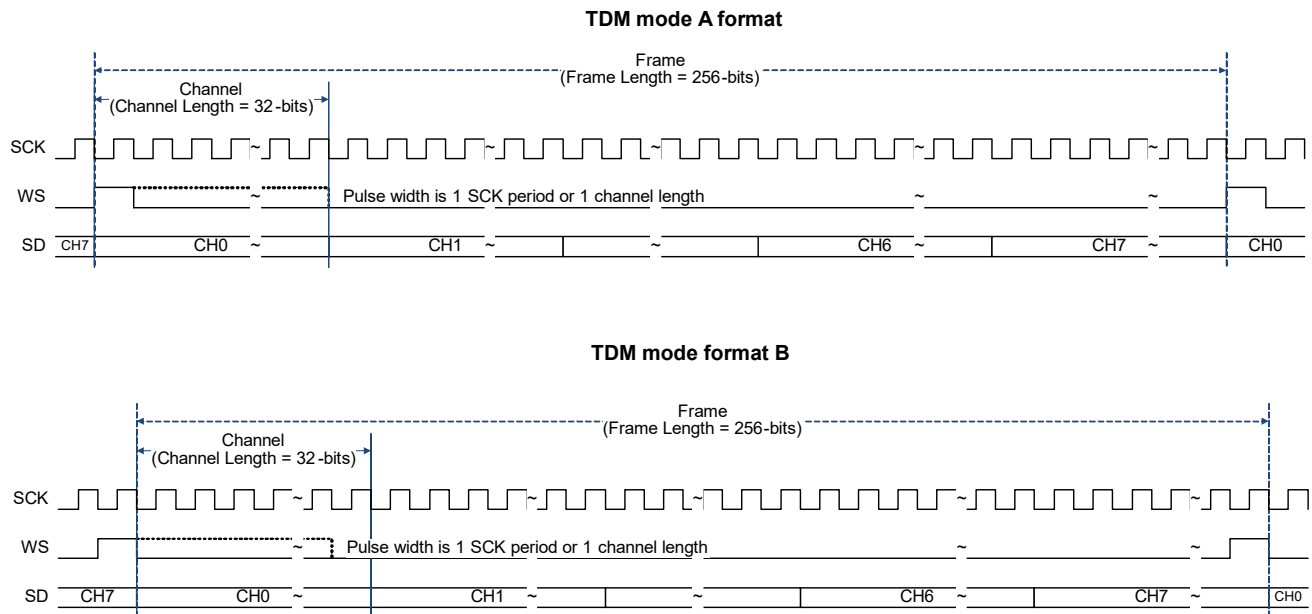 TDM mode A format
Frame
(Frame Length = 256-bits)
Channel
(Channel Length = 32-bits)
SCK ~ ~ ~ ~ ~ ~
WS ~ Pulse width is 1 SCK period or 1 channel length ~ ~
SD CH7 CH0 ~ CH1 ~ ~ CH6 ~ CH7 ~ CH0
TDM mode format B
Frame
(Frame Length = 256-bits)
Channel
(Channel Length = 32-bits)
SCK ~ ~ ~ ~ ~ ~
WS ~ Pulse width is 1 SCK period or 1 channel length ~ ~
SD CH7 CH0 ~ CH1 ~ ~ CH6 ~ CH7 ~ CH0